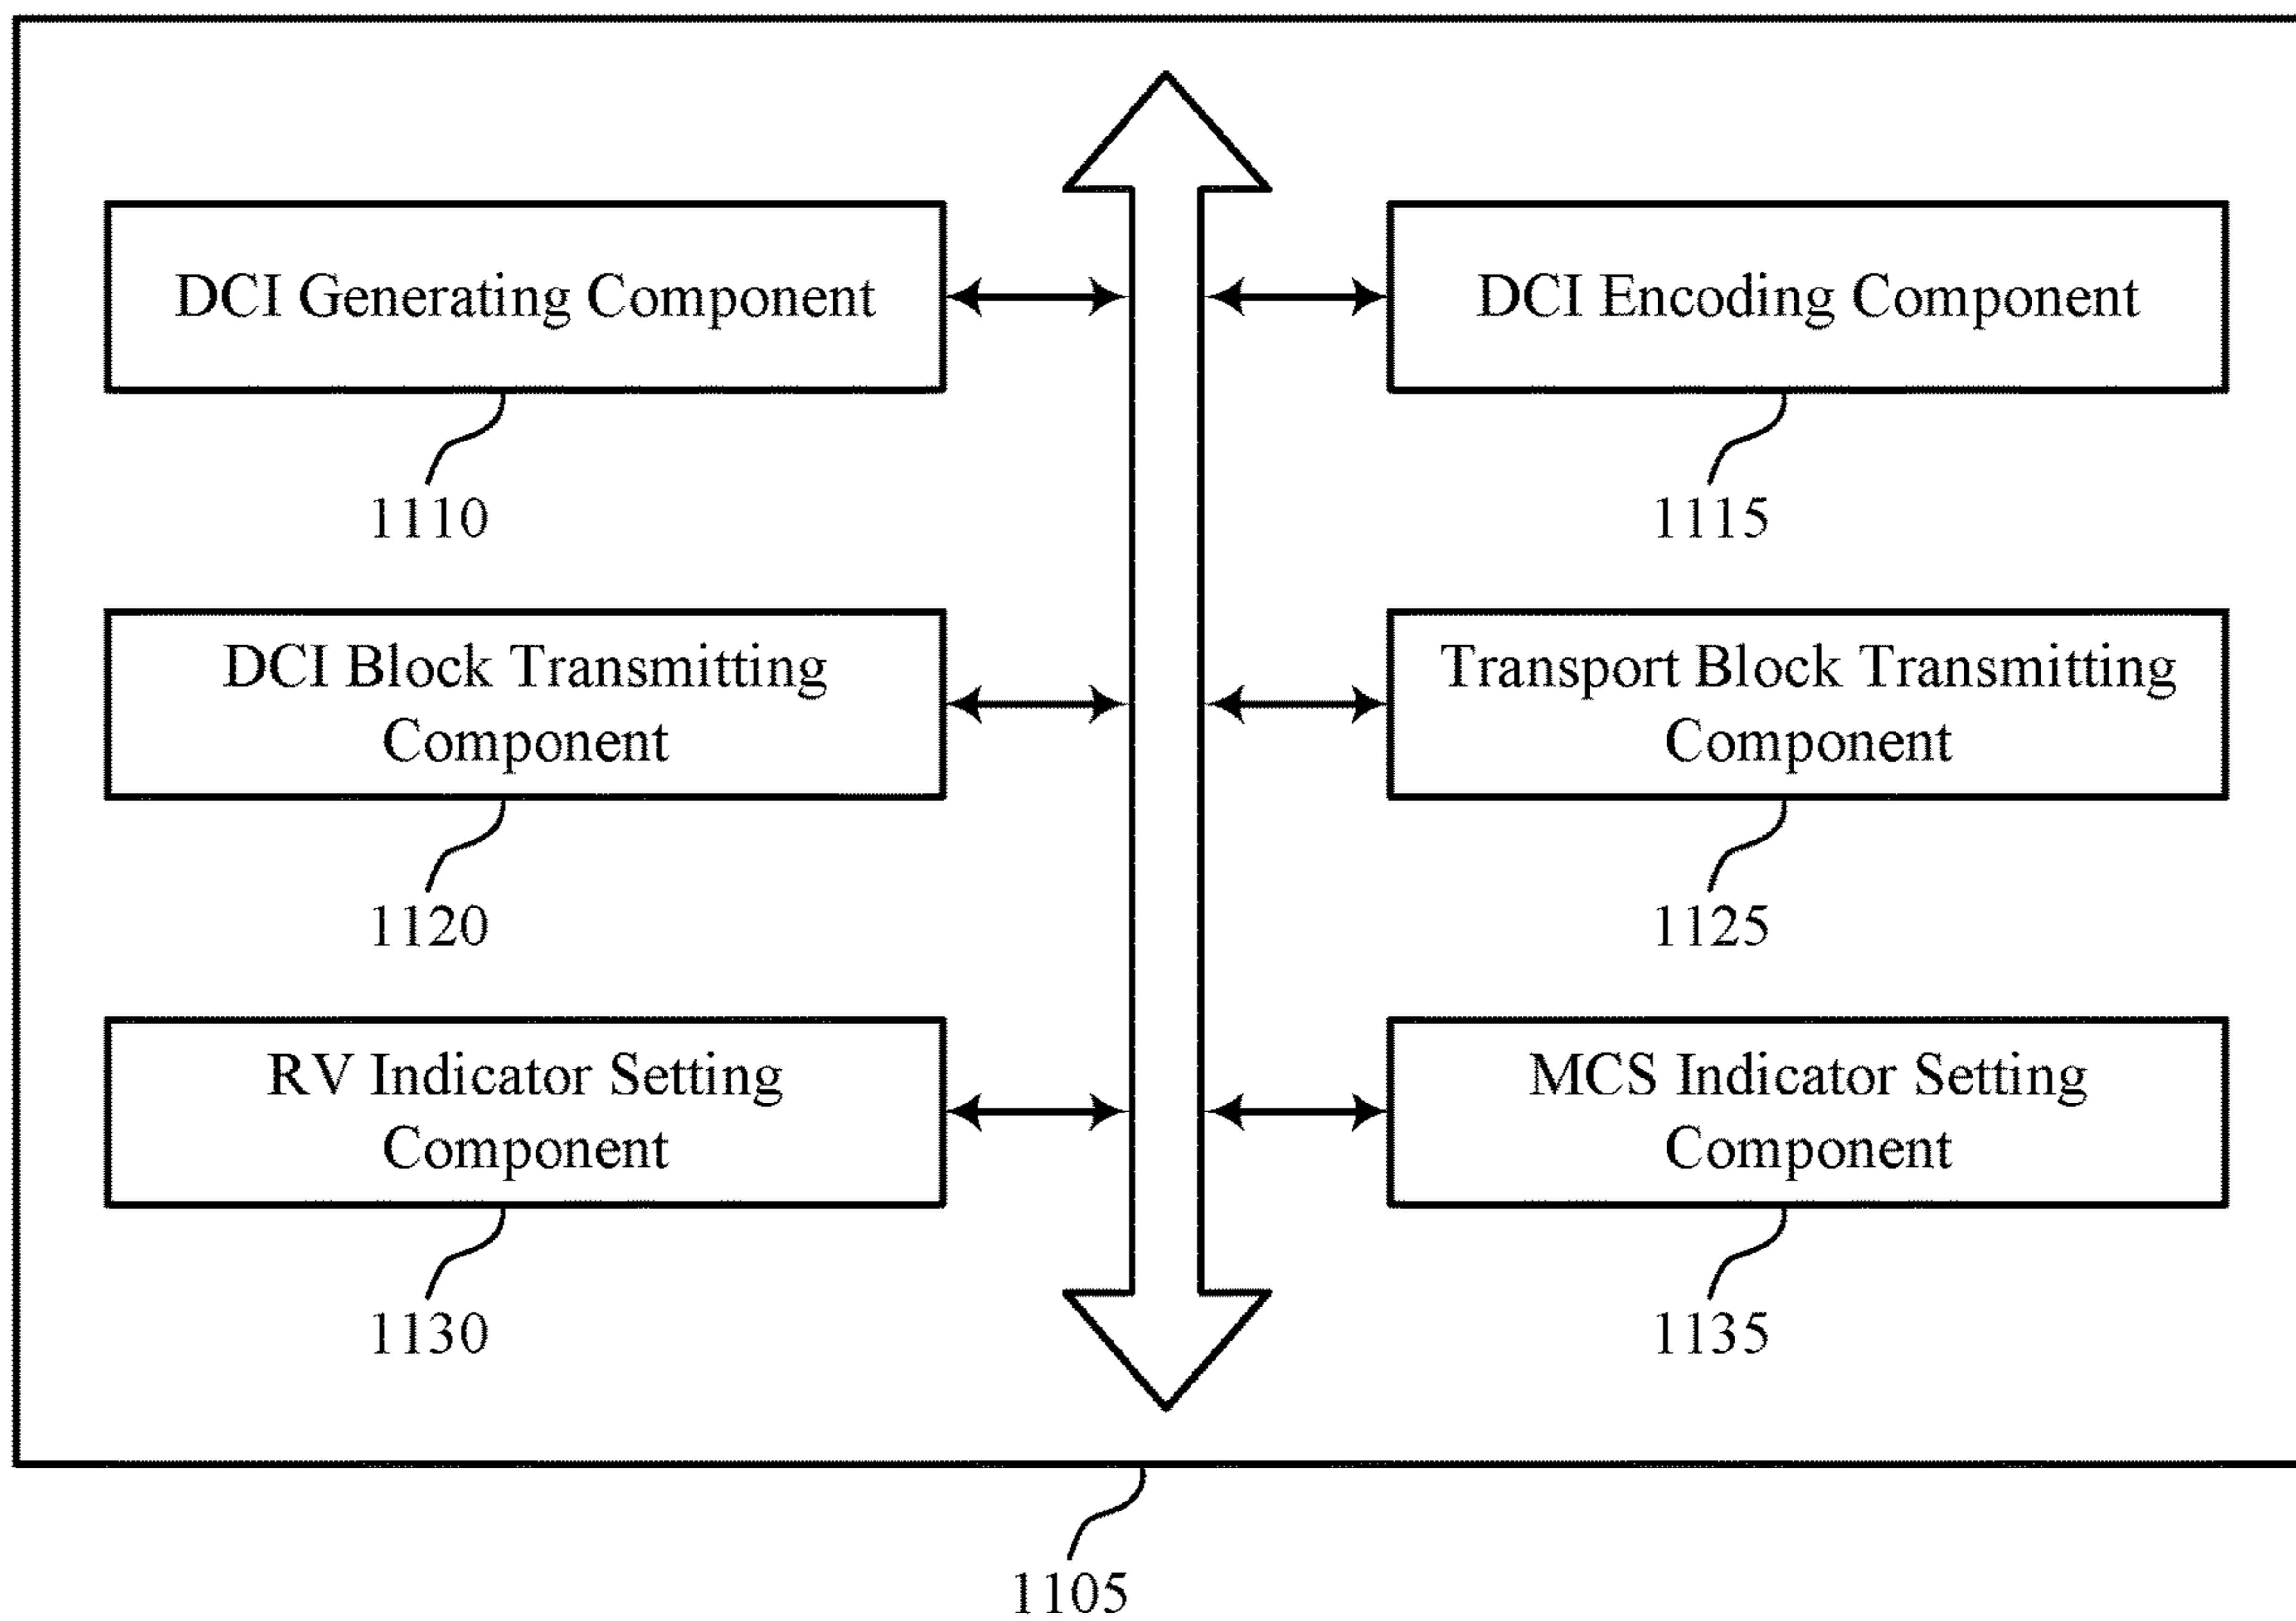 DCI Generating Component
1110
DCI Encoding Component
1115
DCI Block Transmitting
Component
1120
Transport Block Transmitting
Component
1125
RV Indicator Setting
Component
1130
MCS Indicator Setting
Component
1135
1105